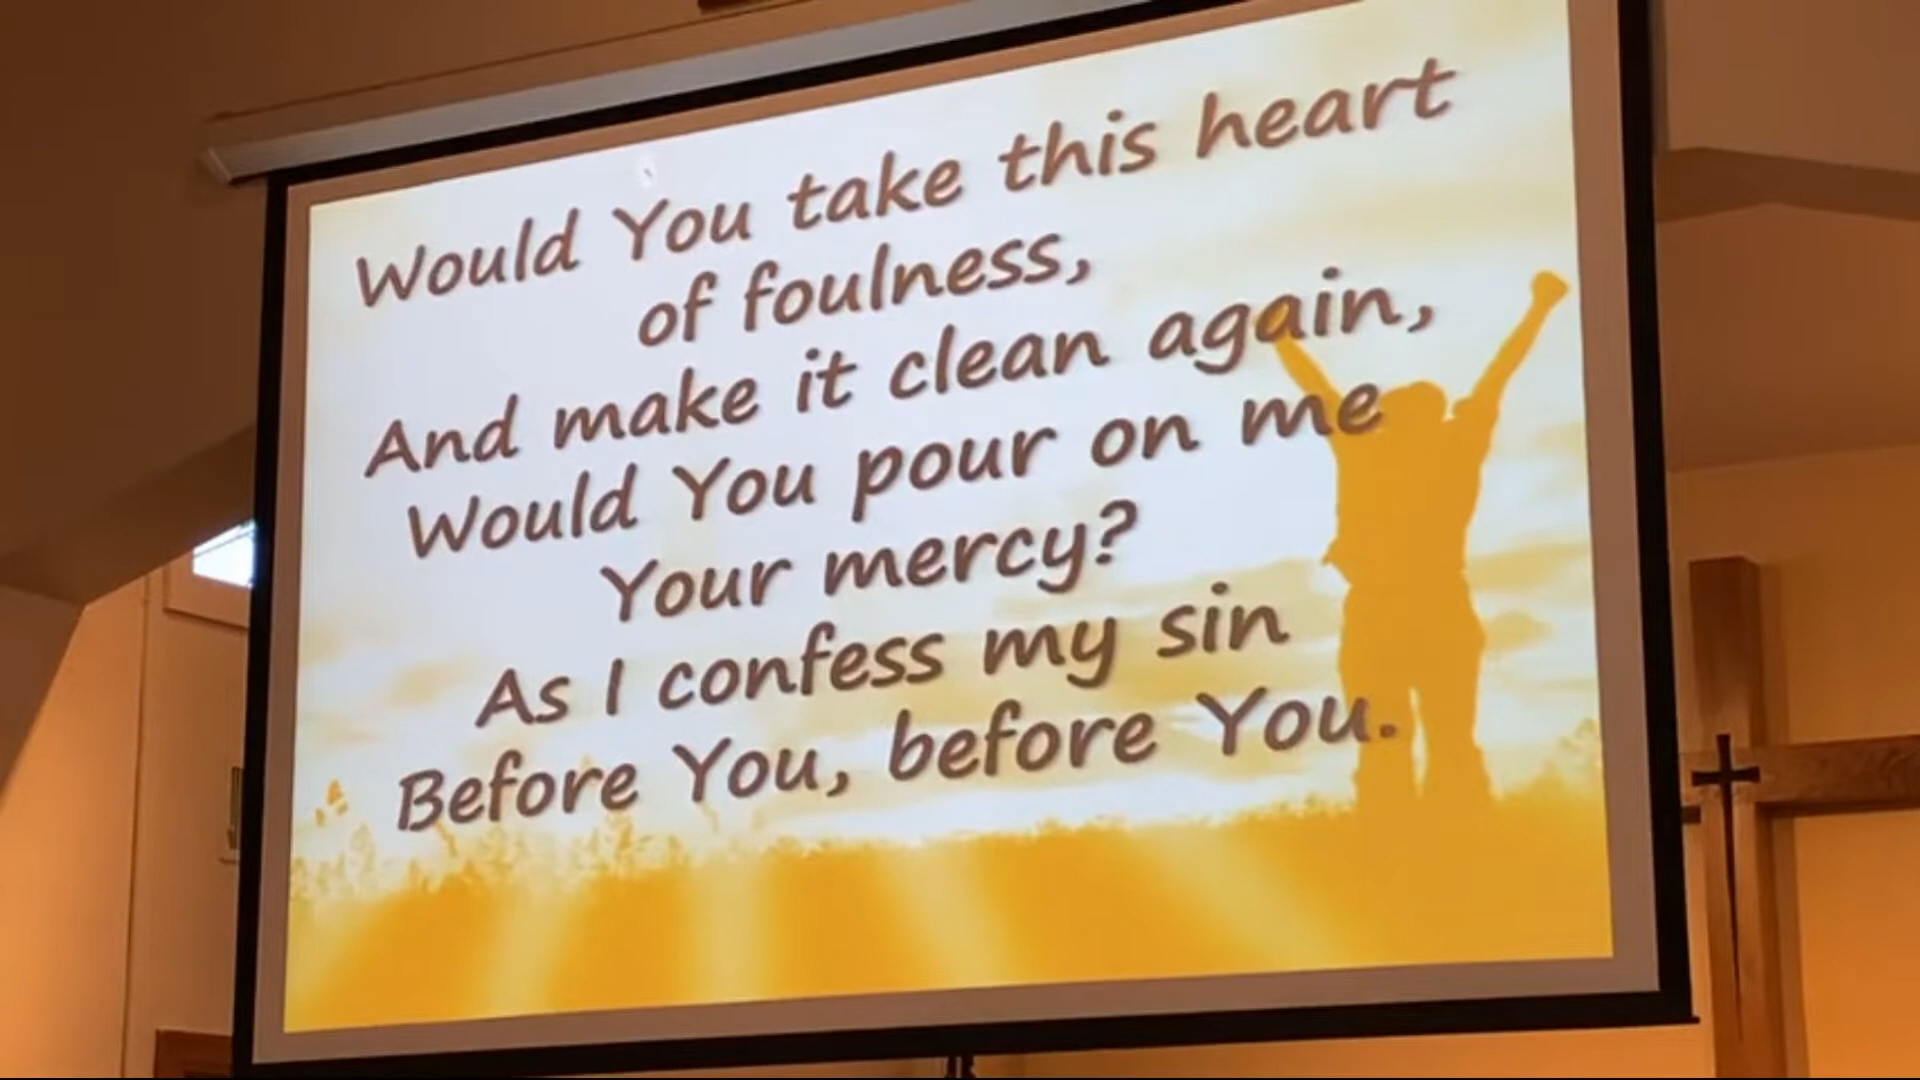 Would You take this heart
of foulness,
And make it clean again,
Would You pour on me
Your mercy?
As I confess my sin
Before You, before You.